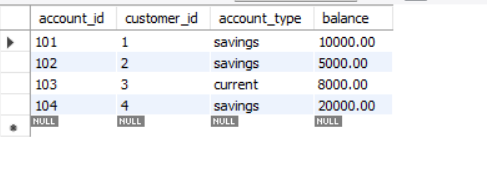 account_id customer_id account_type balance
101 1 savings 10000.00
102 2 savings 5000.00
103 3 current 8000.00
104 4 savings 20000.00
NULL NULL NULL NULL